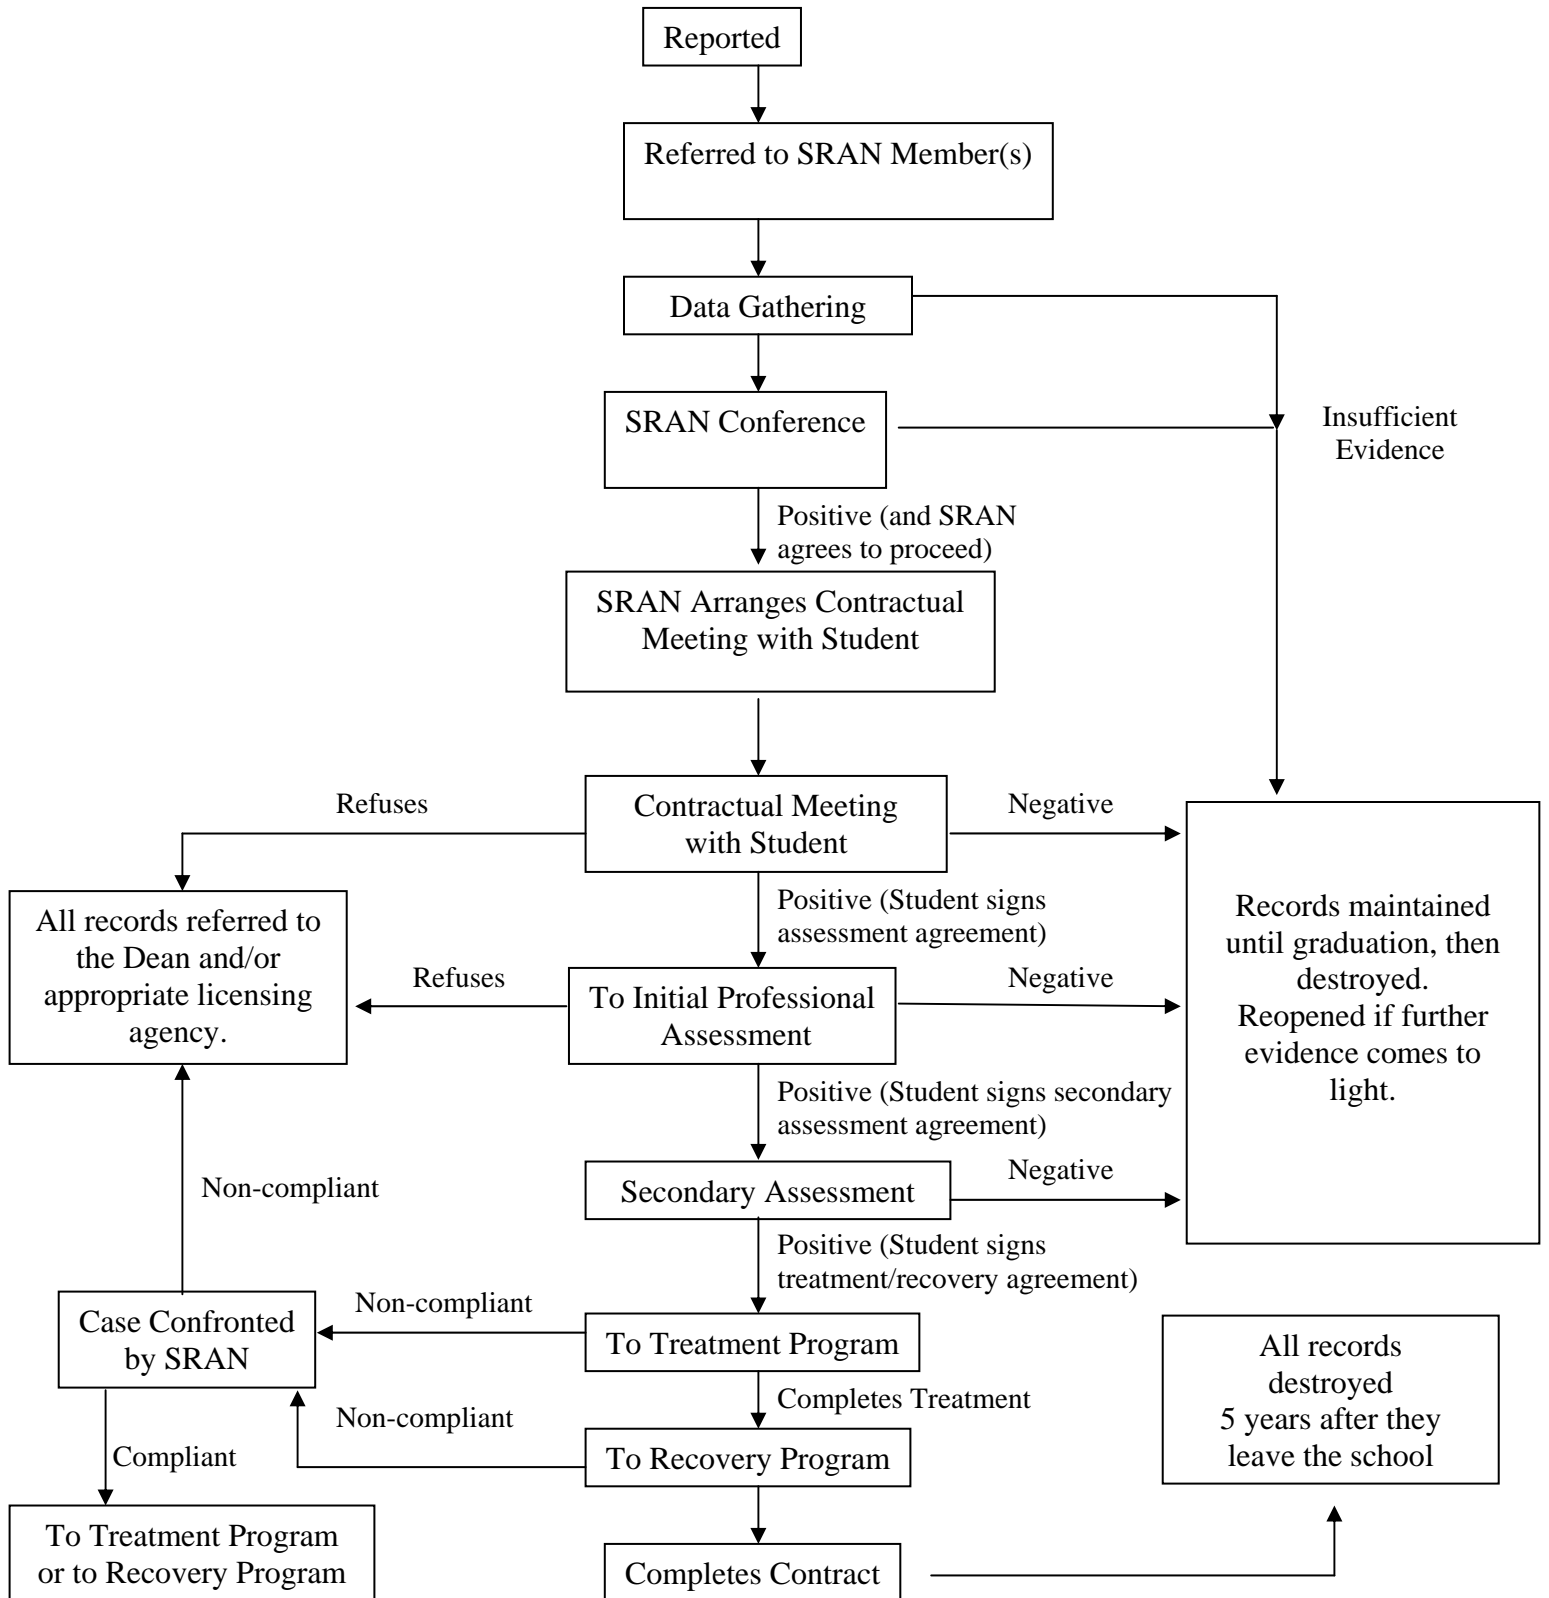 Reported
Referred to SRAN Member(s)
Data Gathering
SRAN Conference
Insufficient
Evidence
Positive (and SRAN
agrees to proceed)
SRAN Arranges Contractual
Meeting with Student
Refuses
Contractual Meeting
with Student
Negative
All records referred to
the Dean and/or
appropriate licensing
agency.
Positive (Student signs
assessment agreement)
Records maintained
until graduation, then
destroyed.
Reopened if further
evidence comes to
light.
Refuses
To Initial Professional
Assessment
Negative
Positive (Student signs secondary
assessment agreement)
Non-compliant
Secondary Assessment
Negative
Positive (Student signs
treatment/recovery agreement)
Case Confronted
by SRAN
Non-compliant
To Treatment Program
All records
destroyed
5 years after they
leave the school
Completes Treatment
Non-compliant
Compliant
To Recovery Program
To Treatment Program
or to Recovery Program
Completes Contract